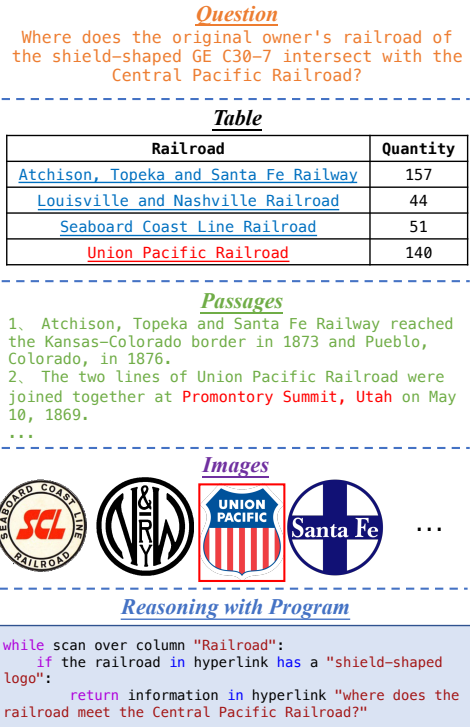 Question
Where does the original owner's railroad of
the shield-shaped GE C30-7 intersect with the
Central Pacific Railroad?
Table
Railroad Quantity
Atchison, Topeka and Santa Fe Railway 157
Louisville and Nashville Railroad 44
Seaboard Coast Line Railroad 51
Union Pacific Railroad 140
Passages
1、 Atchison, Topeka and Santa Fe Railway reached
the Kansas-Colorado border in 1873 and Pueblo,
Colorado, in 1876.
2、 The two lines of Union Pacific Railroad were
joined together at Promontory Summit, Utah on May
10, 1869.
...
Images
SEABOARD COAST LINE
SCL
RAILROAD
N&W
RY
UNION
PACIFIC
Santa Fe
...
Reasoning with Program
while scan over column "Railroad":
if the railroad in hyperlink has a "shield-shaped
logo":
return information in hyperlink "where does the
railroad meet the Central Pacific Railroad?"